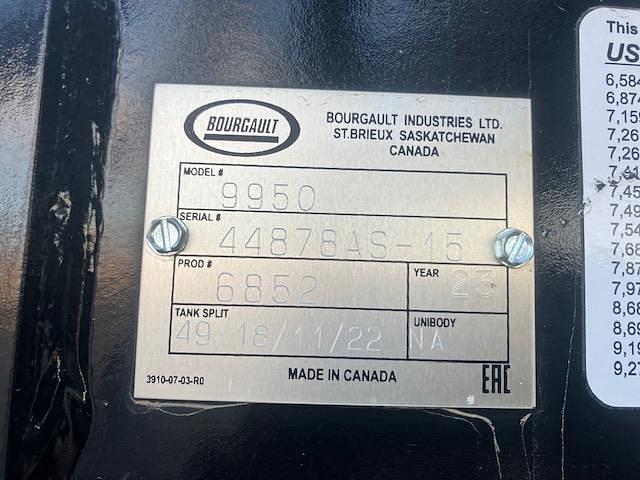 BOURGAULT
BOURGAULT INDUSTRIES LTD.
ST.BRIEUX SASKATCHEWAN
CANADA
MODEL #
9950
SERIAL #
44878AS-15
PROD #
6852
YEAR
23
TANK SPLIT
49/18/11/22
UNIBODY
NA
3910-07-03-R0
MADE IN CANADA
EAC
This
US
6,584
6,874
7,159
7,26
7,26
7,41
7,45
7,49
7,54
7,68
7,87
7,97
8,68
8,69
9,19
9,27